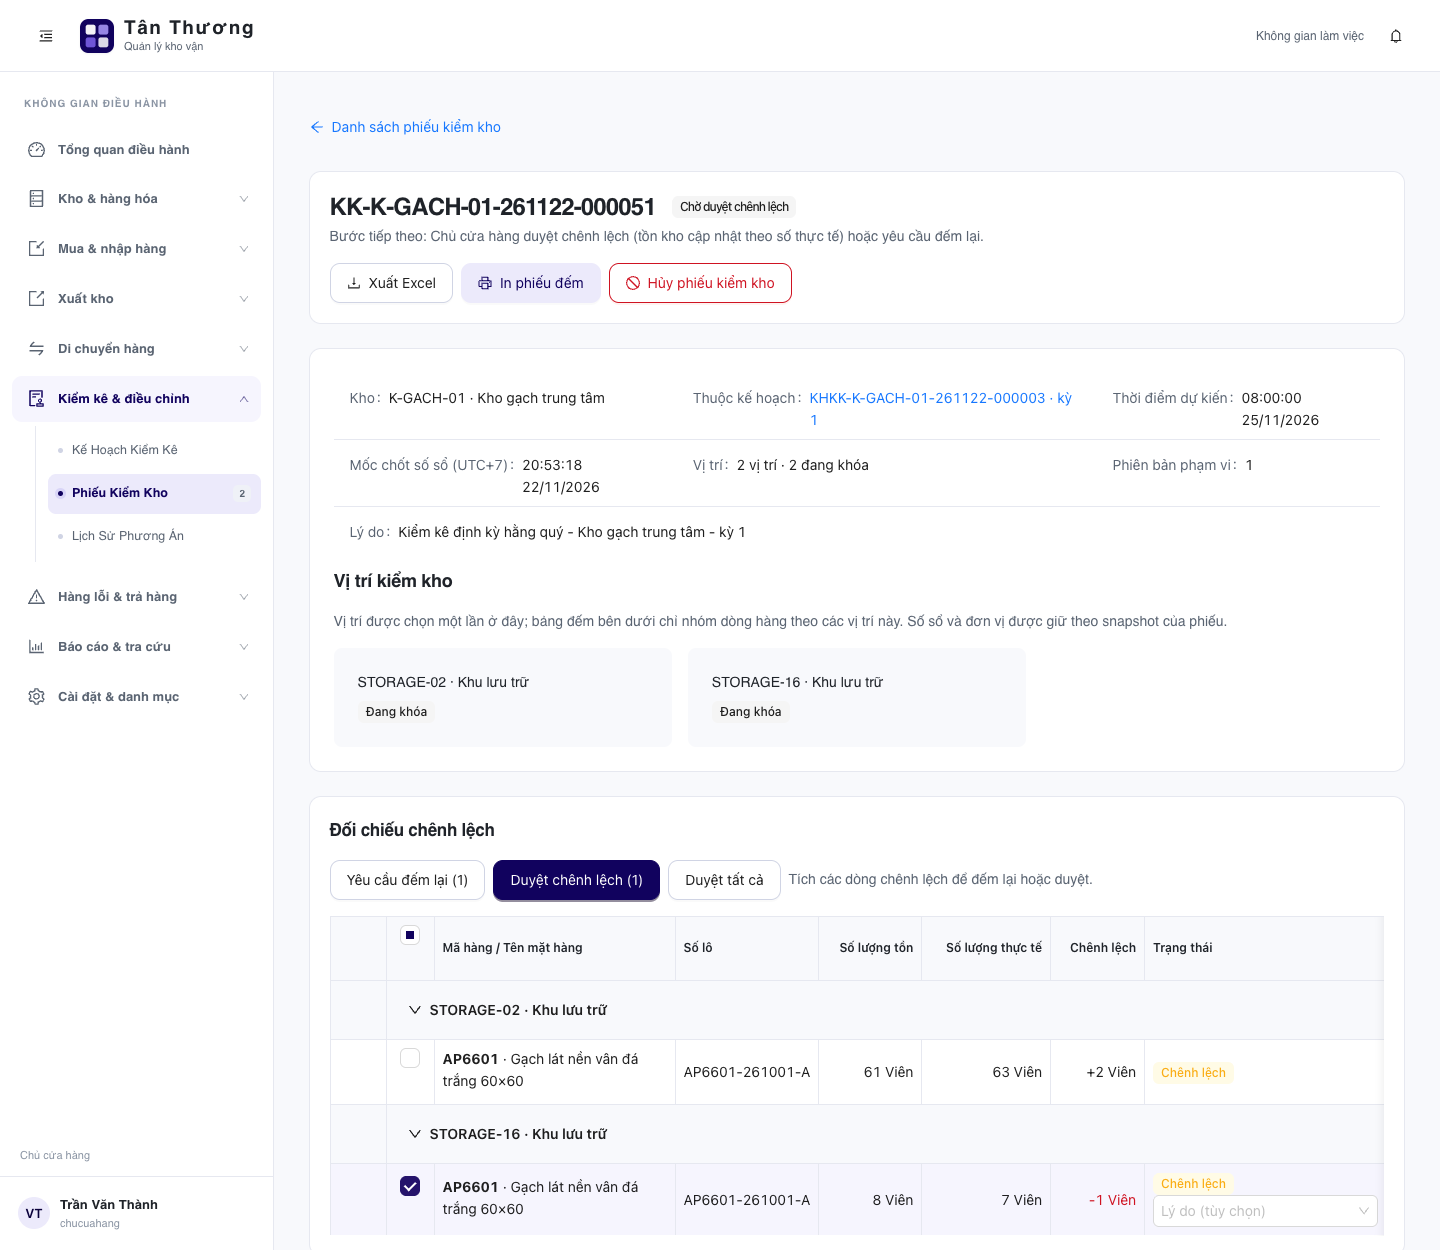 Tân Thương
Quản lý kho vận
Không gian làm việc
KHÔNG GIAN ĐIỀU HÀNH
Tổng quan điều hành
Kho & hàng hóa
Mua & nhập hàng
Xuất kho
Di chuyển hàng
Kiểm kê & điều chỉnh
Kế Hoạch Kiểm Kê
Phiếu Kiểm Kho 2
Lịch Sử Phương Án
Hàng lỗi & trả hàng
Báo cáo & tra cứu
Cài đặt & danh mục
Chủ cửa hàng
VT
Trần Văn Thành
chucuahang
Danh sách phiếu kiểm kho
KK-K-GACH-01-261122-000051 Chờ duyệt chênh lệch
Bước tiếp theo: Chủ cửa hàng duyệt chênh lệch (tồn kho cập nhật theo số thực tế) hoặc yêu cầu đếm lại.
Xuất Excel In phiếu đếm Hủy phiếu kiểm kho
Kho: K-GACH-01 · Kho gạch trung tâm
Thuộc kế hoạch: KHKK-K-GACH-01-261122-000003 · kỳ
1
Thời điểm dự kiến: 08:00:00
25/11/2026
Mốc chốt số sổ (UTC+7): 20:53:18
22/11/2026
Vị trí: 2 vị trí · 2 đang khóa
Phiên bản phạm vi: 1
Lý do: Kiểm kê định kỳ hằng quý - Kho gạch trung tâm - kỳ 1
Vị trí kiểm kho
Vị trí được chọn một lần ở đây; bảng đếm bên dưới chỉ nhóm dòng hàng theo các vị trí này. Số sổ và đơn vị được giữ theo snapshot của phiếu.
STORAGE-02 · Khu lưu trữ
Đang khóa
STORAGE-16 · Khu lưu trữ
Đang khóa
Đối chiếu chênh lệch
Yêu cầu đếm lại (1) Duyệt chênh lệch (1) Duyệt tất cả Tích các dòng chênh lệch để đếm lại hoặc duyệt.
Mã hàng / Tên mặt hàng Số lô Số lượng tồn Số lượng thực tế Chênh lệch Trạng thái
STORAGE-02 · Khu lưu trữ
AP6601 · Gạch lát nền vân đá
trắng 60×60
AP6601-261001-A 61 Viên 63 Viên +2 Viên Chênh lệch
STORAGE-16 · Khu lưu trữ
AP6601 · Gạch lát nền vân đá
trắng 60×60
AP6601-261001-A 8 Viên 7 Viên -1 Viên Chênh lệch
Lý do (tùy chọn)